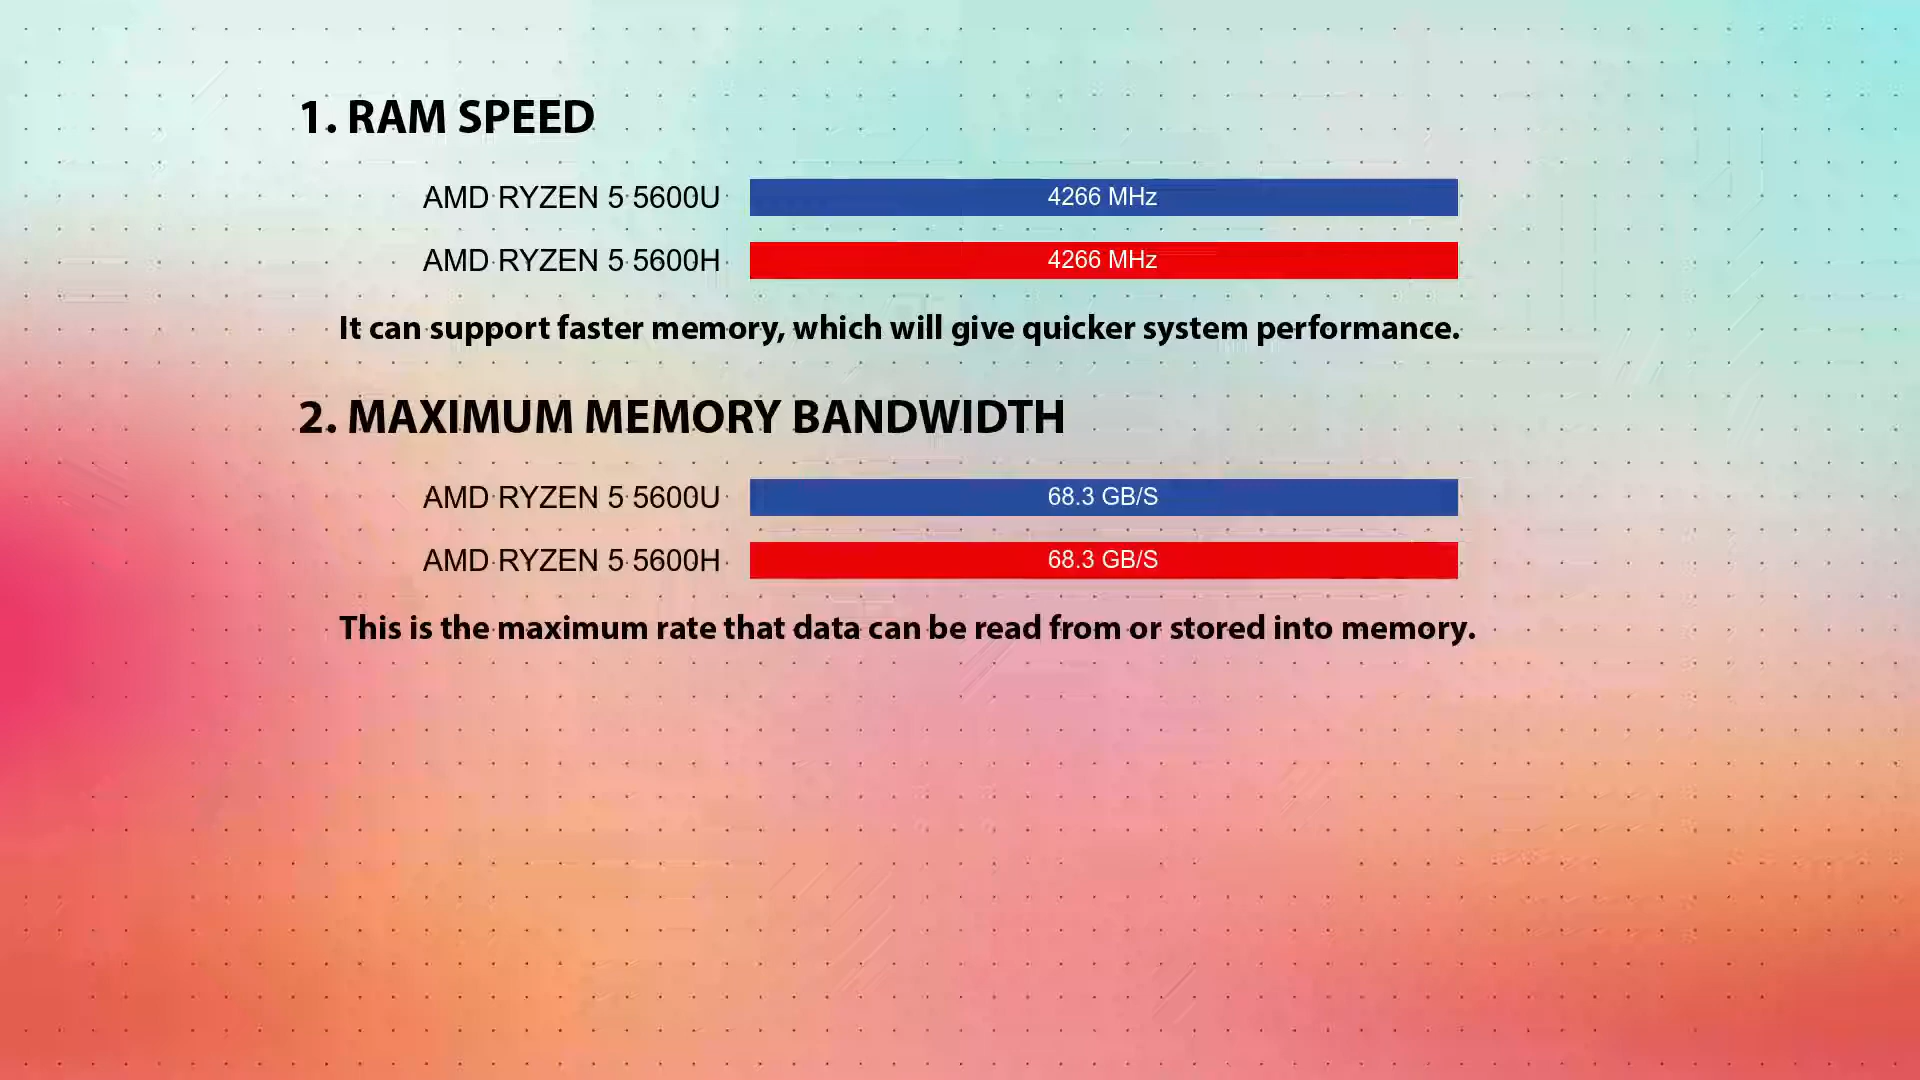 1. RAM SPEED
AMD RYZEN 5 5600U 4266 MHz
AMD RYZEN 5 5600H 4266 MHz
It can support faster memory, which will give quicker system performance.
2. MAXIMUM MEMORY BANDWIDTH
AMD RYZEN 5 5600U 68.3 GB/S
AMD RYZEN 5 5600H 68.3 GB/S
This is the maximum rate that data can be read from or stored into memory.